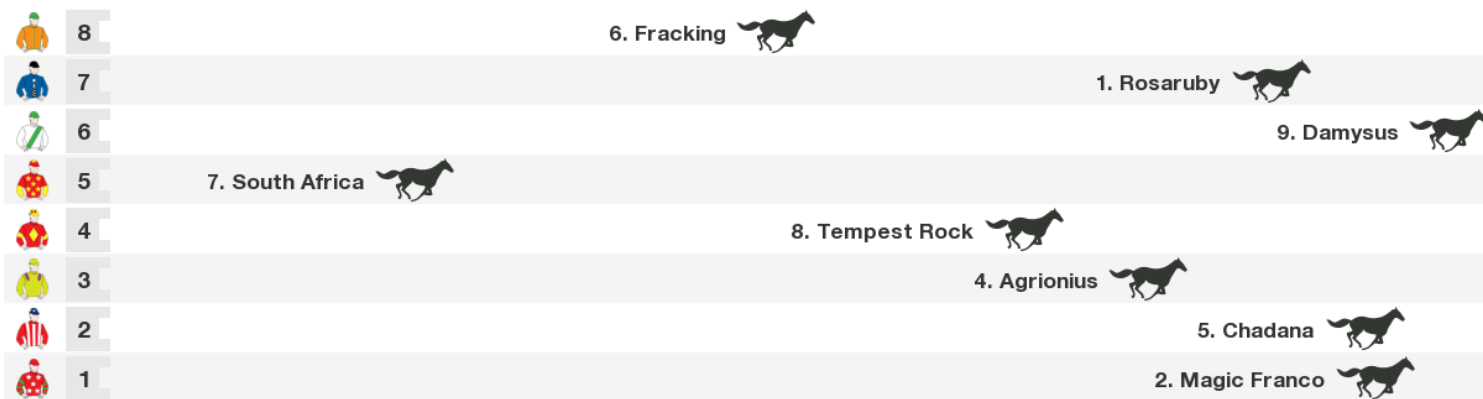 8 6. Fracking
7 1. Rosaruby
6 9. Damysus
5 7. South Africa
4 8. Tempest Rock
3 4. Agrionius
2 5. Chadana
1 2. Magic Franco